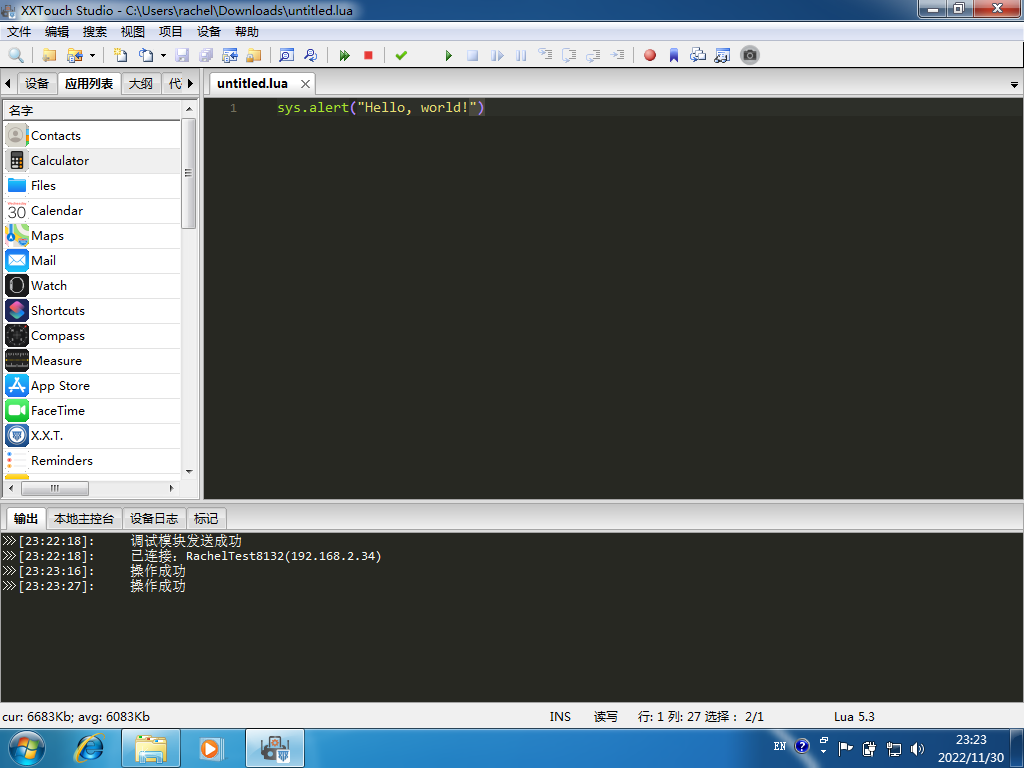 XXTouch Studio - C:\Users\rachel\Downloads\untitled.lua
文件 编辑 搜索 视图 项目 设备 帮助
设备 应用列表 大纲 代
untitled.lua
名字
Contacts
Calculator
Files
Calendar
Maps
Mail
Watch
Shortcuts
Compass
Measure
App Store
FaceTime
X.X.T.
Reminders
1 sys.alert("Hello, world!")
输出 本地主控台 设备日志 标记
[23:22:18]: 调试模块发送成功
[23:22:18]: 已连接: RachelTest8132(192.168.2.34)
[23:23:16]: 操作成功
[23:23:27]: 操作成功
cur: 6683Kb; avg: 6083Kb INS 读写 行: 1 列: 27 选择 : 2/1 Lua 5.3
EN
23:23
2022/11/30